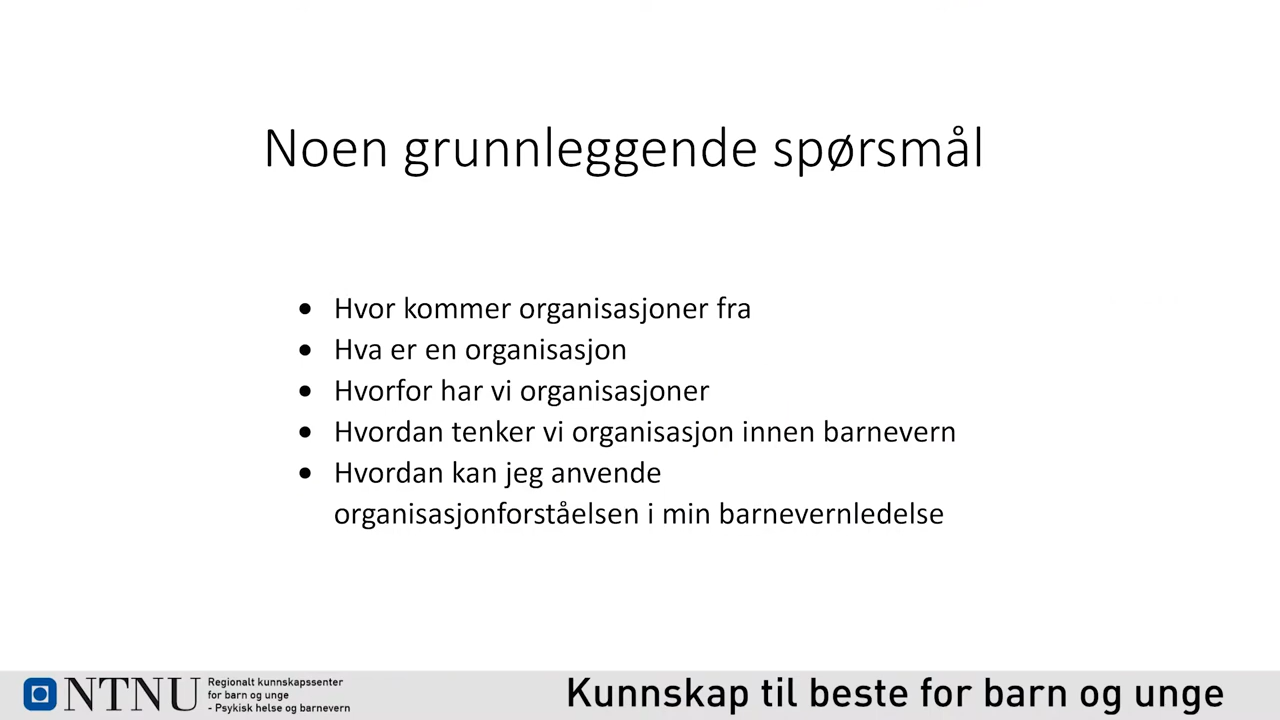 Noen grunnleggende spørsmål
• Hvor kommer organisasjoner fra
• Hva er en organisasjon
• Hvorfor har vi organisasjoner
• Hvordan tenker vi organisasjon innen barnevern
• Hvordan kan jeg anvende
organisasjonforståelsen i min barnevernledelse
NTNU
Regionalt kunnskapssenter
for barn og unge
- Psykisk helse og barnevern
Kunnskap til beste for barn og unge